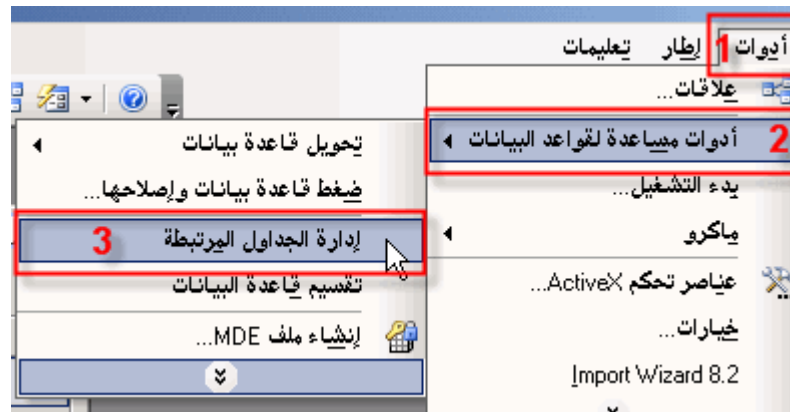 أدوات 1 إطار تعليمات
علاقات...
أدوات مساعدة لقواعد البيانات 2
بدء التشغيل...
ماكرو
عناصر تحكم ActiveX...
خيارات...
Import Wizard 8.2
تحويل قاعدة بيانات
ضغط قاعدة بيانات وإصلاحها...
إدارة الجداول المرتبطة 3
تقسيم قاعدة البيانات
إنشاء ملف MDE...